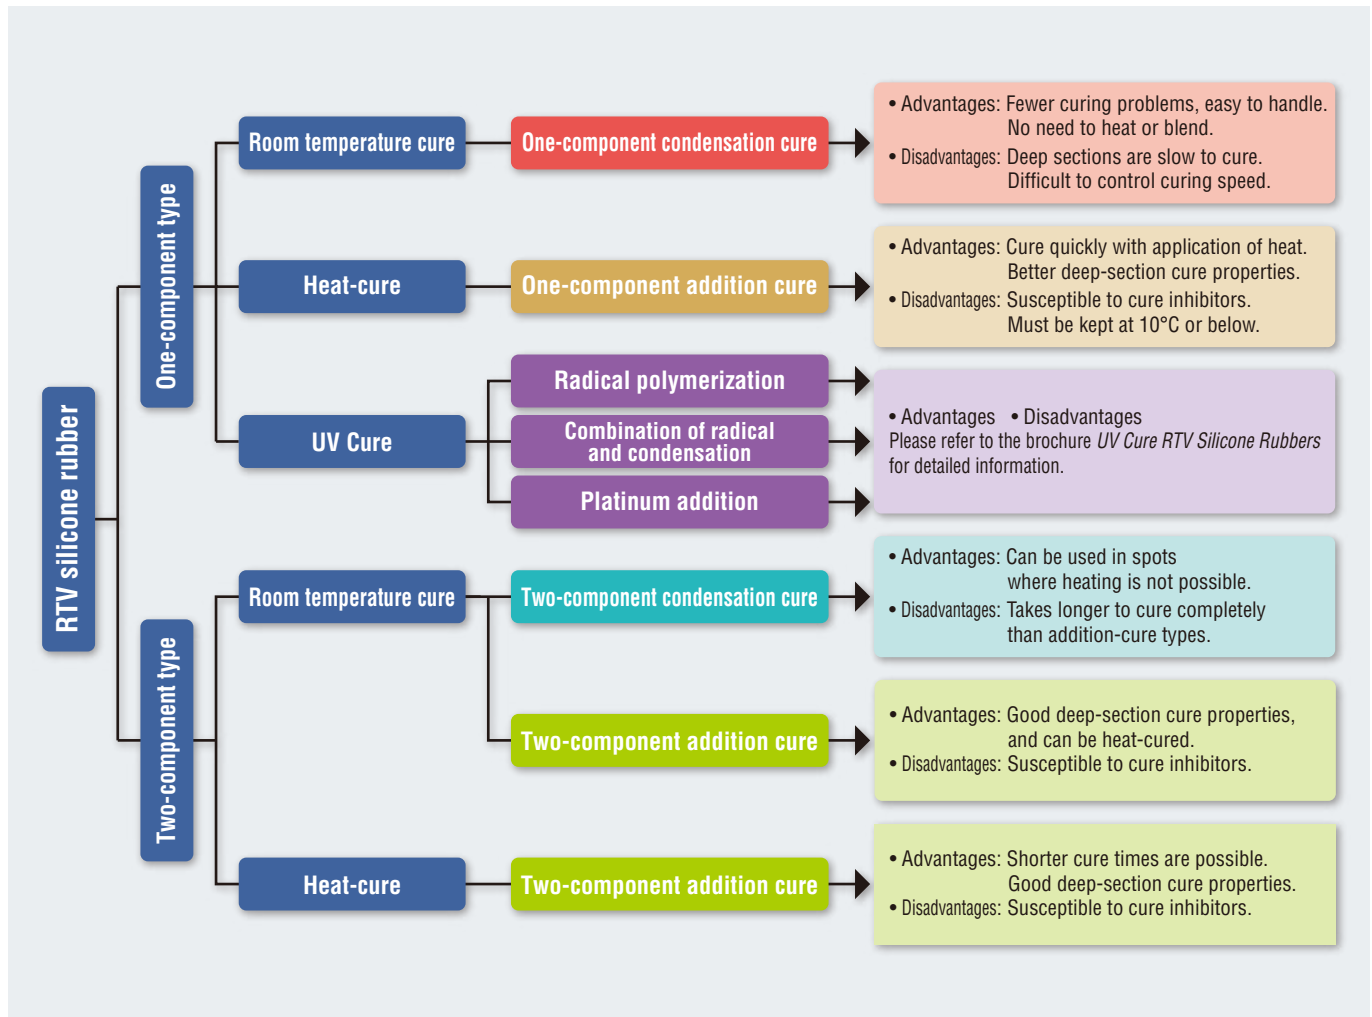 RTV silicone rubber
One-component type
Room temperature cure
One-component condensation cure
• Advantages: Fewer curing problems, easy to handle.
No need to heat or blend.
• Disadvantages: Deep sections are slow to cure.
Difficult to control curing speed.
Heat-cure
One-component addition cure
• Advantages: Cure quickly with application of heat.
Better deep-section cure properties.
• Disadvantages: Susceptible to cure inhibitors.
Must be kept at 10°C or below.
UV Cure
Radical polymerization
Combination of radical
and condensation
Platinum addition
• Advantages • Disadvantages
Please refer to the brochure UV Cure RTV Silicone Rubbers
for detailed information.
Two-component type
Room temperature cure
Two-component condensation cure
• Advantages: Can be used in spots
where heating is not possible.
• Disadvantages: Takes longer to cure completely
than addition-cure types.
Two-component addition cure
• Advantages: Good deep-section cure properties,
and can be heat-cured.
• Disadvantages: Susceptible to cure inhibitors.
Heat-cure
Two-component addition cure
• Advantages: Shorter cure times are possible.
Good deep-section cure properties.
• Disadvantages: Susceptible to cure inhibitors.